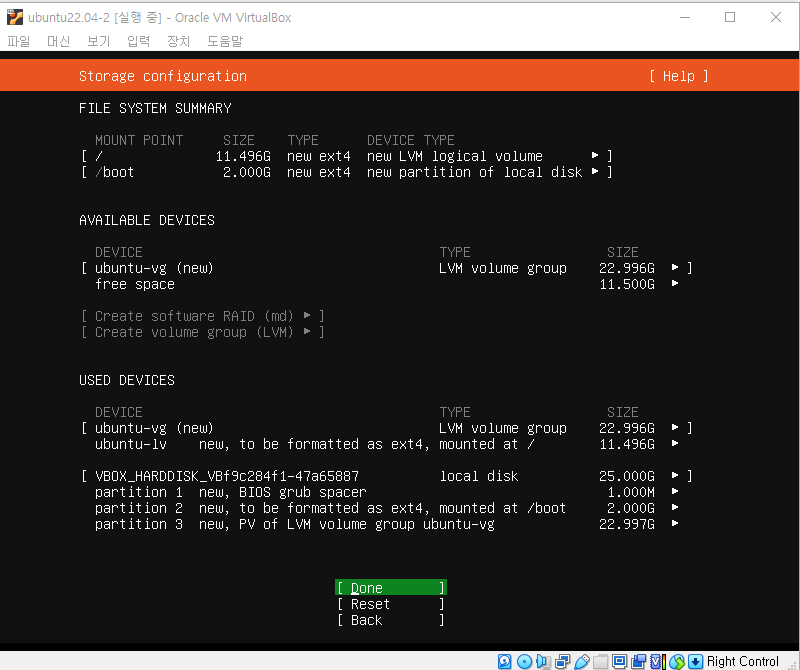 ubuntu22.04-2 [실행 중] - Oracle VM VirtualBox
파일 머신 보기 입력 장치 도움말
Storage configuration [ Help ]
FILE SYSTEM SUMMARY
MOUNT POINT SIZE TYPE DEVICE TYPE
[ / 11.496G new ext4 new LVM logical volume ▸ ]
[ /boot 2.000G new ext4 new partition of local disk ▸ ]
AVAILABLE DEVICES
DEVICE TYPE SIZE
[ ubuntu-vg (new) LVM volume group 22.996G ▸ ]
free space 11.500G ▸
[ Create software RAID (md) ▸ ]
[ Create volume group (LVM) ▸ ]
USED DEVICES
DEVICE TYPE SIZE
[ ubuntu-vg (new) LVM volume group 22.996G ▸ ]
ubuntu-lv new, to be formatted as ext4, mounted at / 11.496G ▸
[ VBOX_HARDDISK_VBf9c284f1-47a65887 local disk 25.000G ▸ ]
partition 1 new, BIOS grub spacer 1.000M ▸
partition 2 new, to be formatted as ext4, mounted at /boot 2.000G ▸
partition 3 new, PV of LVM volume group ubuntu-vg 22.997G ▸
[ Done ]
[ Reset ]
[ Back ]
Right Control